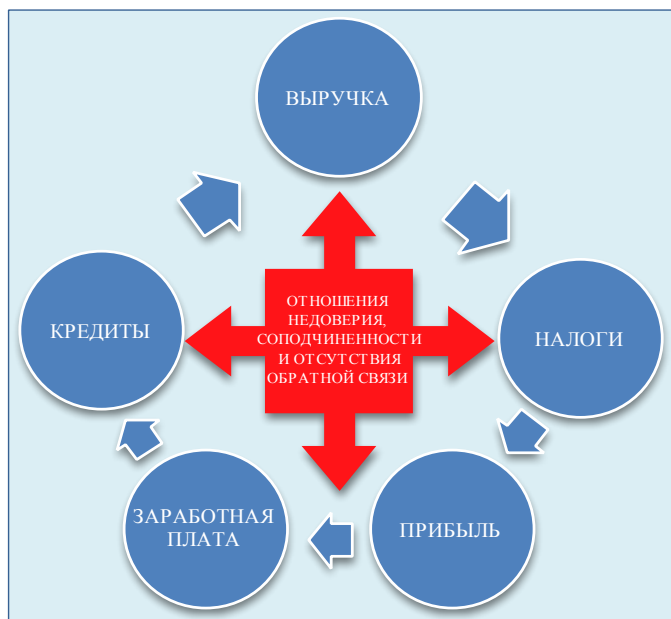 ВЫРУЧКА
НАЛОГИ
ПРИБЫЛЬ
ЗАРАБОТНАЯ
ПЛАТА
КРЕДИТЫ
ОТНОШЕНИЯ
НЕДОВЕРИЯ,
СОПОДЧИНЕННОСТИ
И ОТСУТСТВИЯ
ОБРАТНОЙ СВЯЗИ